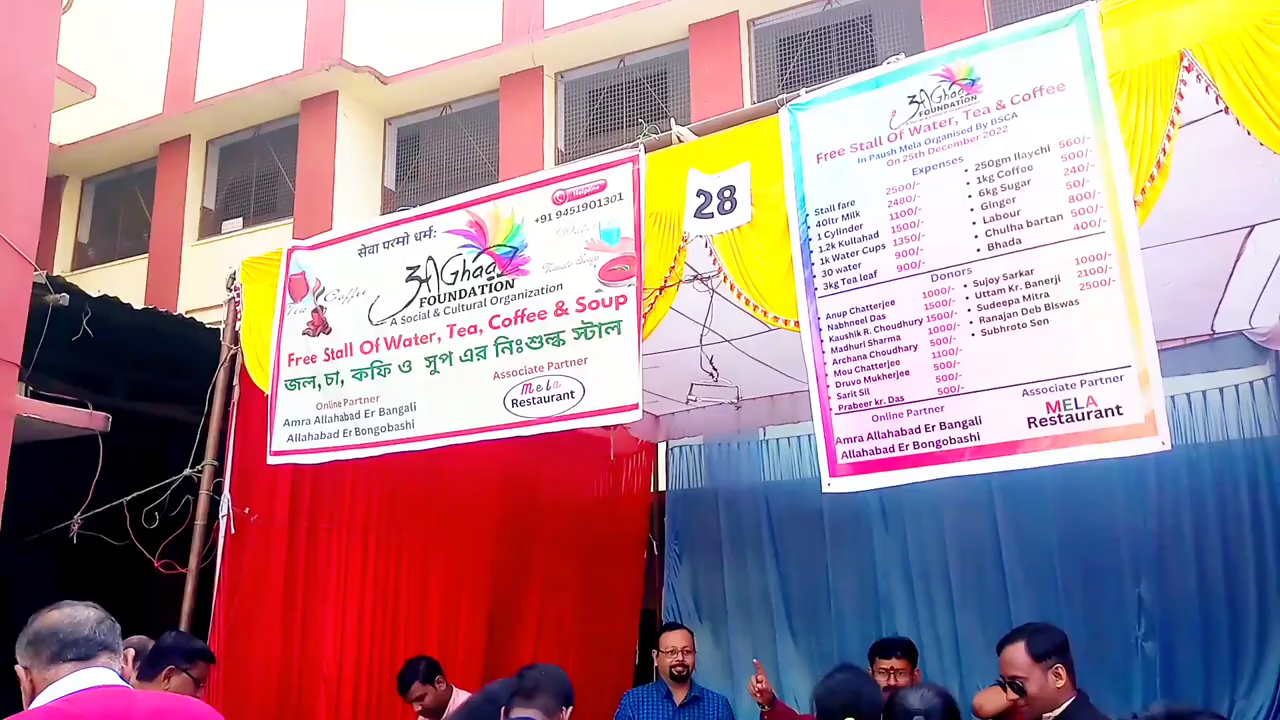 Helpline
+91 9451901301
सेवा परमो धर्म:
Water
Tea
Coffee
Tomato Soup
आGhaaz
FOUNDATION
A Social & Cultural Organization
Free Stall Of Water, Tea, Coffee & Soup
জল, চা, কফি ও সুপ এর নিঃশুল্ক স্টল
Online Partner
Amra Allahabad Er Bangali
Allahabad Er Bongobashi
Associate Partner
mela
Restaurant
28
आGhaaz
FOUNDATION
Free Stall Of Water, Tea & Coffee
In Paush Mela Organised By BSCA
On 25th December 2022
Expenses
Stall fare 2500/-
40ltr Milk 2480/-
1 Cylinder 1100/-
1.2k Kullahad 1500/-
1k Water Cups 1350/-
30 water 900/-
3kg Tea leaf 900/-
• 250gm Ilaychi 560/-
• 1kg Coffee 500/-
• 6kg Sugar 240/-
• Ginger 50/-
• Labour 800/-
• Chulha bartan 500/-
• Bhada 400/-
Donors
Anup Chatterjee 1000/-
Nabhneel Das 1500/-
Kaushik R. Choudhury 1500/-
Madhuri Sharma 1000/-
Archana Choudhary 500/-
Mou Chatterjee 1100/-
Druvo Mukherjee 500/-
Sarit Sil 500/-
Prabeer kr. Das 500/-
• Sujoy Sarkar 1000/-
• Uttam Kr. Banerji 2100/-
• Sudeepa Mitra 2500/-
• Ranajan Deb Biswas
• Subhroto Sen
Online Partner
Amra Allahabad Er Bangali
Allahabad Er Bongobashi
Associate Partner
MELA
Restaurant